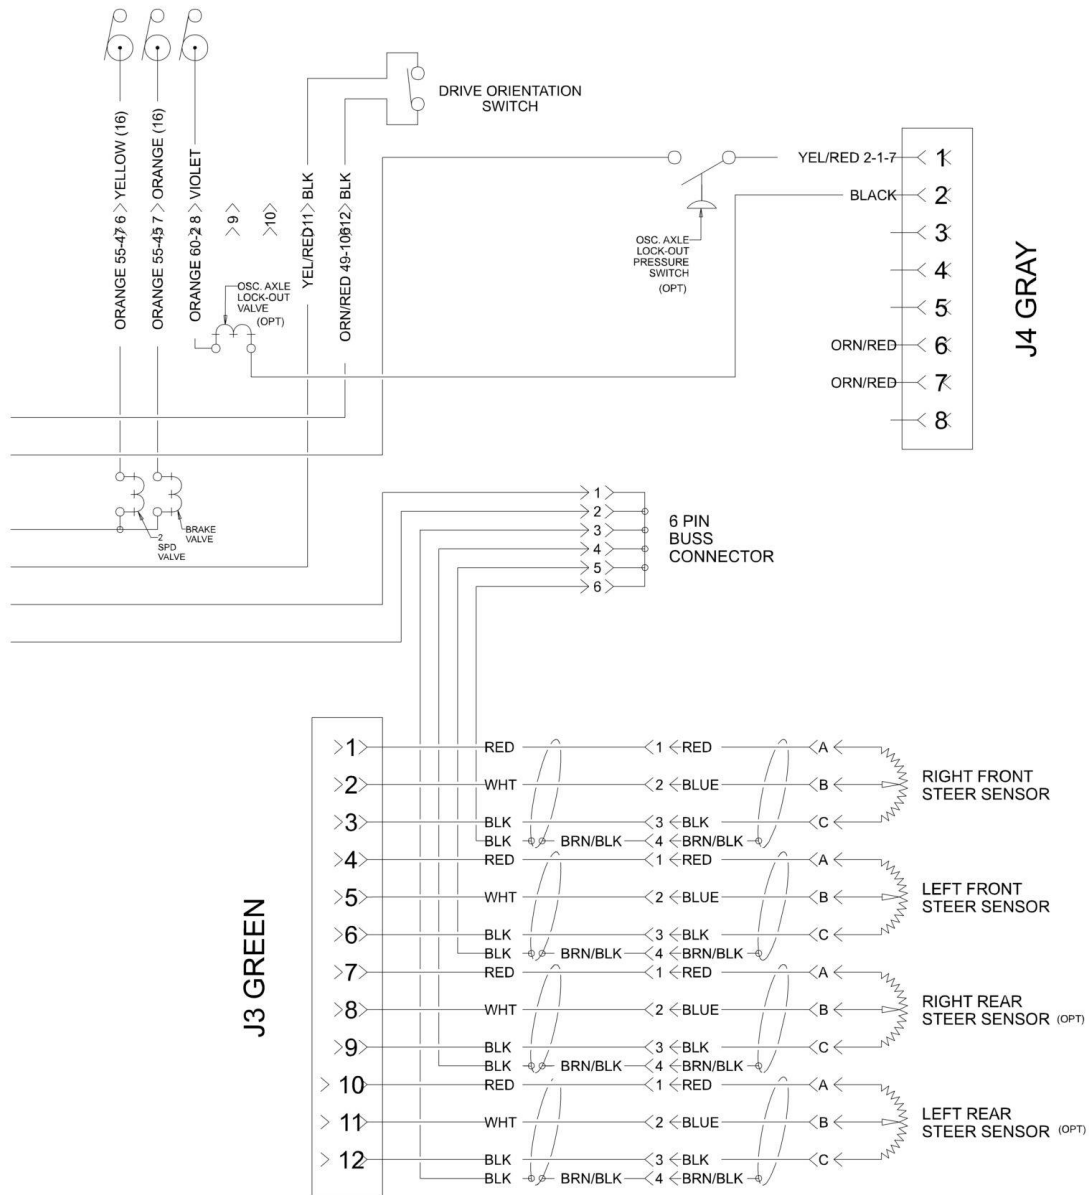 DRIVE ORIENTATION
SWITCH
ORANGE 55-47 6 YELLOW (16)
ORANGE 55-45 7 ORANGE (16)
ORANGE 60-2 8 VIOLET
9
10
YEL/RED 11 BLK
ORN/RED 49-106 12 BLK
OSC. AXLE
LOCK-OUT
VALVE
(OPT)
OSC. AXLE
LOCK-OUT
PRESSURE
SWITCH
(OPT)
YEL/RED 2-1-7 1
BLACK 2
3
4
5
ORN/RED 6
ORN/RED 7
8
J4 GRAY
2
SPD
VALVE
BRAKE
VALVE
1
2
3
4
5
6
6 PIN
BUSS
CONNECTOR
J3 GREEN
1 RED 1 RED A
2 WHT 2 BLUE B
3 BLK 3 BLK C
BLK BRN/BLK 4 BRN/BLK
RIGHT FRONT
STEER SENSOR
4 RED 1 RED A
5 WHT 2 BLUE B
6 BLK 3 BLK C
BLK BRN/BLK 4 BRN/BLK
LEFT FRONT
STEER SENSOR
7 RED 1 RED A
8 WHT 2 BLUE B
9 BLK 3 BLK C
BLK BRN/BLK 4 BRN/BLK
RIGHT REAR
STEER SENSOR (OPT)
10 RED 1 RED A
11 WHT 2 BLUE B
12 BLK 3 BLK C
BLK BRN/BLK 4 BRN/BLK
LEFT REAR
STEER SENSOR (OPT)